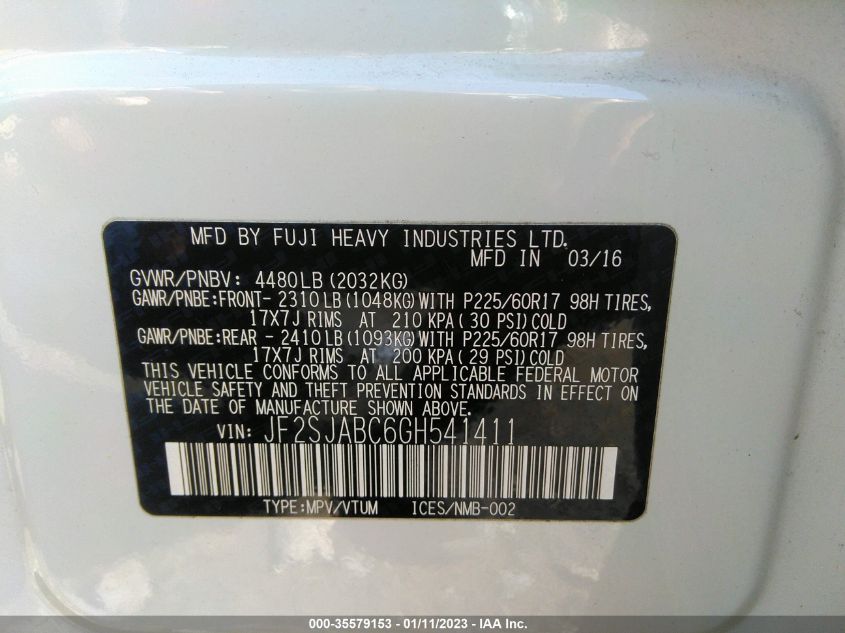 MFD BY FUJI HEAVY INDUSTRIES LTD.
MFD IN 03/16
GVWR/PNBV: 4480LB (2032KG)
GAWR/PNBE:FRONT- 2310LB (1048KG) WITH P225/60R17 98H TIRES,
17X7J RIMS AT 210 KPA( 30 PSI) COLD
GAWR/PNBE:REAR - 2410LB (1093KG) WITH P225/60R17 98H TIRES,
17X7J RIMS AT 200 KPA( 29 PSI) COLD
THIS VEHICLE CONFORMS TO ALL APPLICABLE FEDERAL MOTOR
VEHICLE SAFETY AND THEFT PREVENTION STANDARDS IN EFFECT ON
THE DATE OF MANUFACTURE SHOWN ABOVE.
VIN: JF2SJABC6GH541411
TYPE:MPV/VTUM ICES/NMB-002
000-35579153 - 01/11/2023 - IAA Inc.